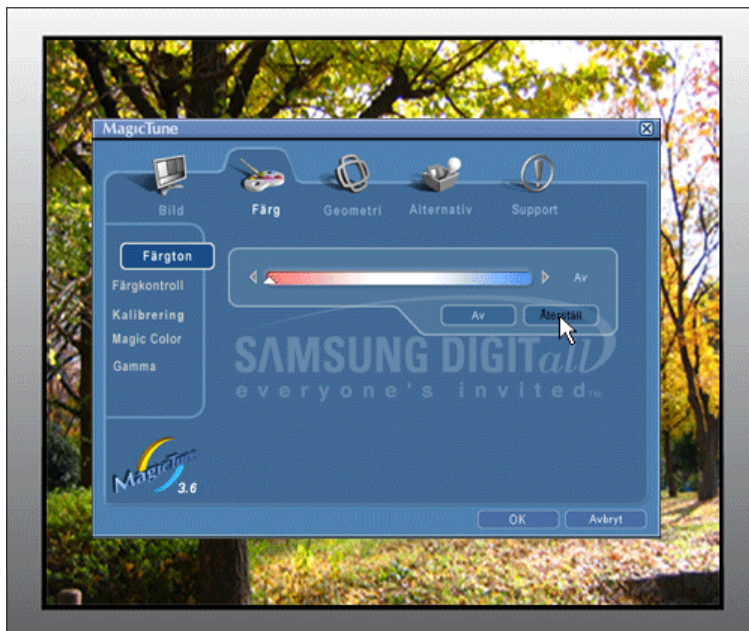 MagicTune
Bild
Färg
Geometri
Alternativ
Support
Färgton
Färgkontroll
Kalibrering
Magic Color
Gamma
Av
Av
Återställ
SAMSUNG DIGITall
everyone's invited™
MagicTune
3.6
OK
Avbryt